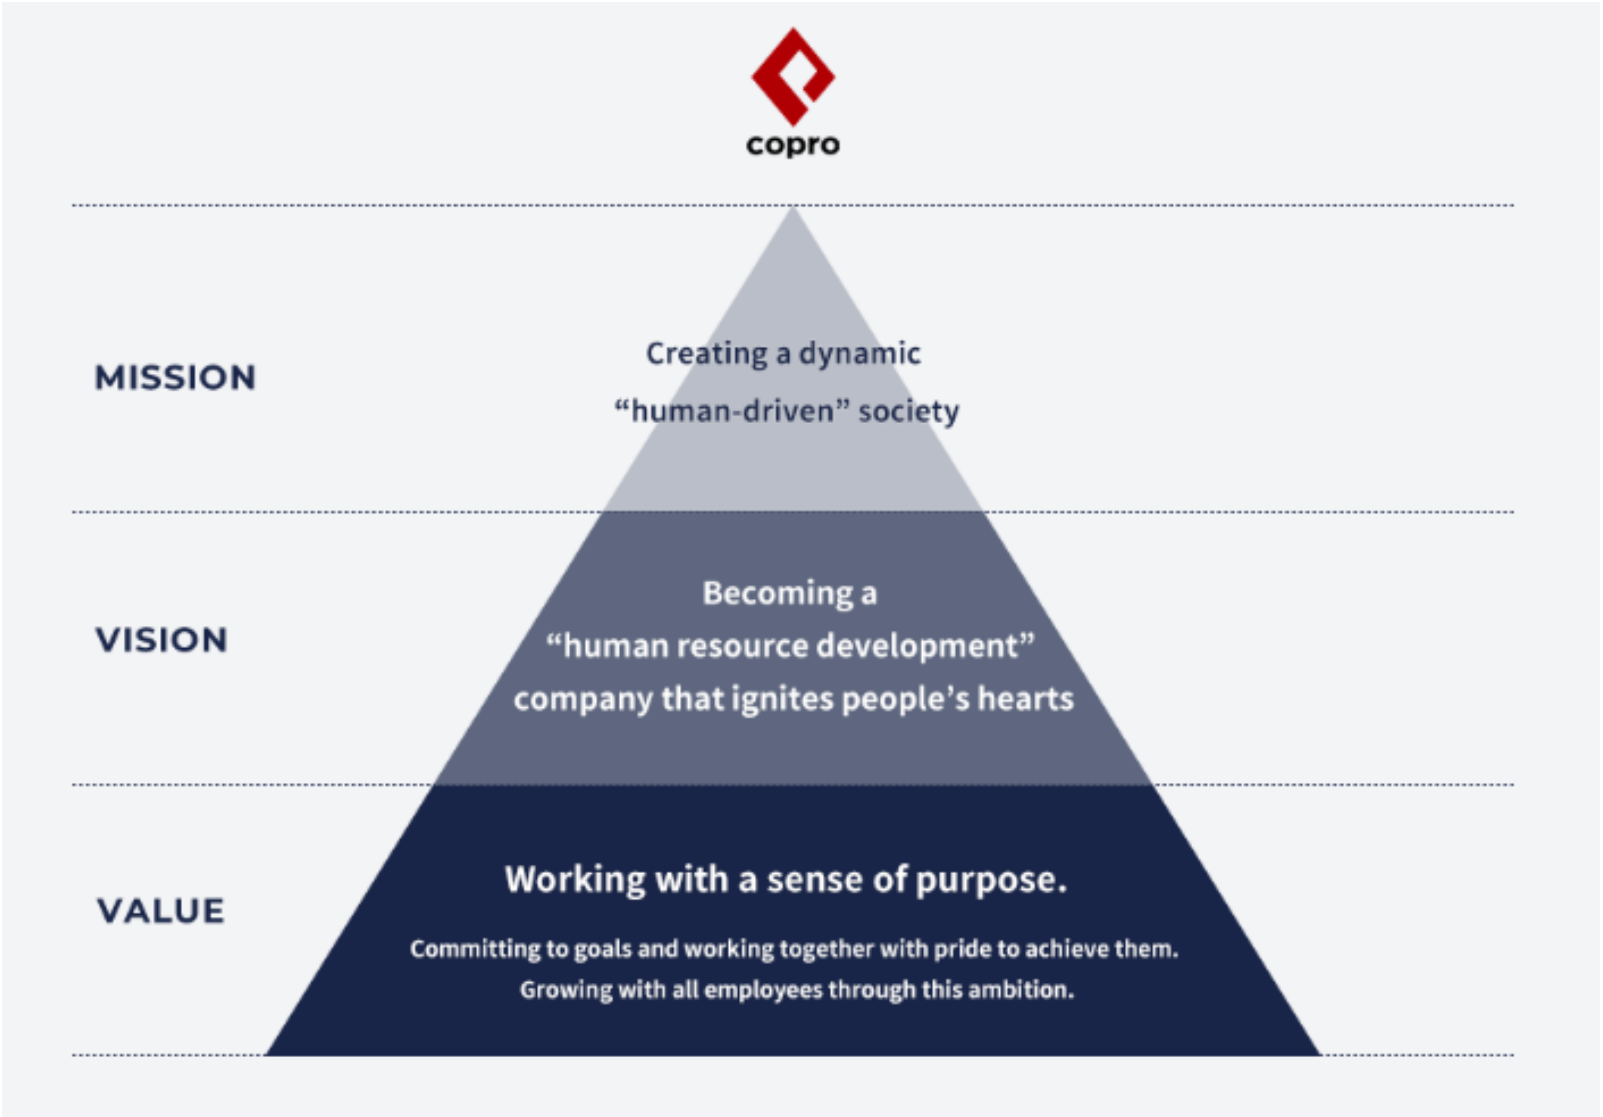 copro
MISSION
Creating a dynamic
“human-driven” society
VISION
Becoming a
“human resource development”
company that ignites people’s hearts
VALUE
Working with a sense of purpose.
Committing to goals and working together with pride to achieve them.
Growing with all employees through this ambition.